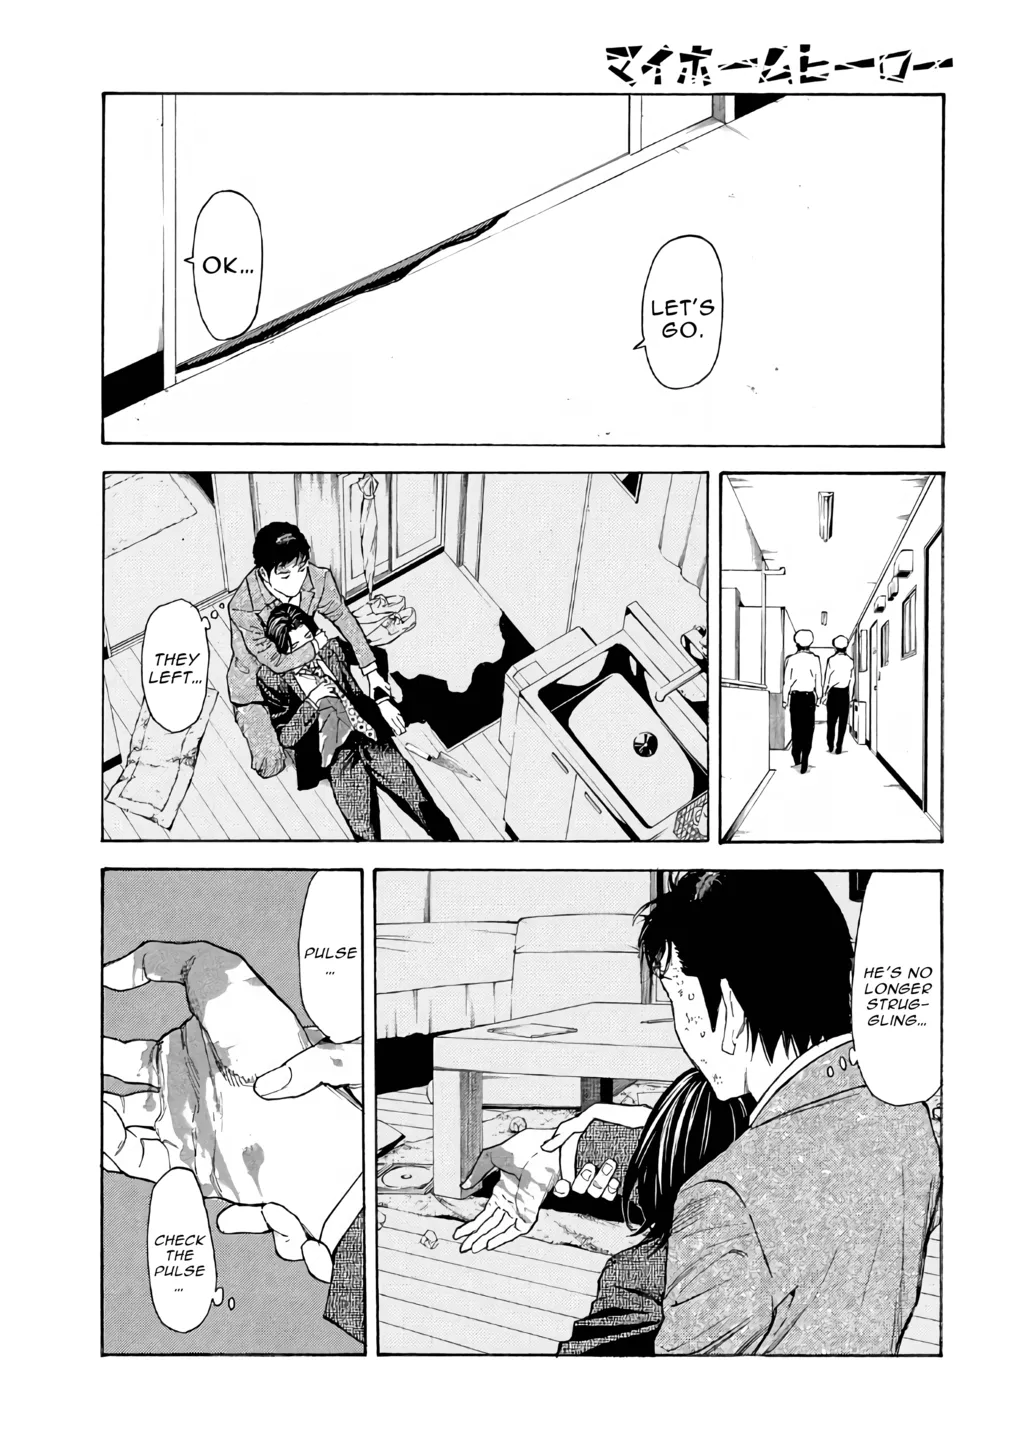 マイホームヒーロー
LET'S
GO.
OK...
THEY
LEFT...
HE'S NO
LONGER
STRUG-
GLING...
PULSE
...
CHECK
THE
PULSE
...